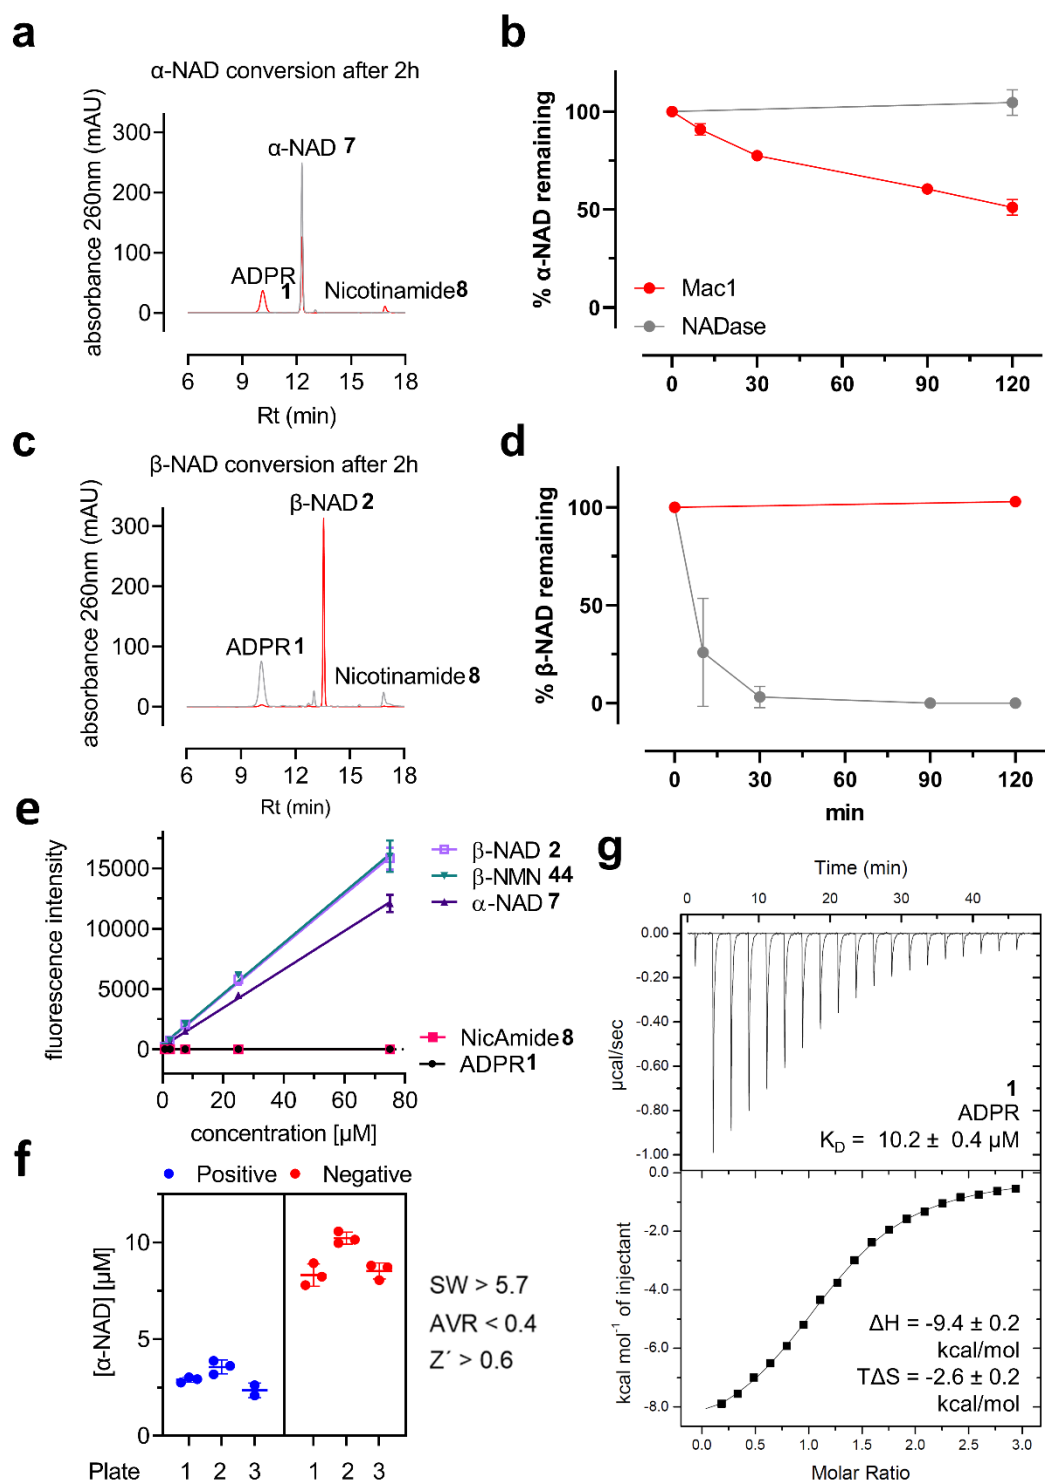 a
α-NAD conversion after 2h
absorbance 260nm (mAU)
300
200
100
0
α-NAD 7
ADPR
1
Nicotinamide 8
6 9 12 15 18
Rt (min)
b
% α-NAD remaining
100
50
0
Mac1
NADase
0 30 60 90 120
c
β-NAD conversion after 2h
absorbance 260nm (mAU)
300
200
100
0
β-NAD 2
ADPR 1
Nicotinamide 8
6 9 12 15 18
Rt (min)
d
% β-NAD remaining
100
50
0
0 30 60 90 120
min
e
fluorescence intensity
15000
10000
5000
0
0 20 40 60 80
concentration [µM]
β-NAD 2
β-NMN 44
α-NAD 7
NicAmide 8
ADPR 1
f
Positive Negative
[α-NAD] [µM]
10
5
0
Plate 1 2 3 1 2 3
SW > 5.7
AVR < 0.4
Z´ > 0.6
g
Time (min)
0 10 20 30 40
0.00
-0.20
-0.40
-0.60
-0.80
-1.00
µcal/sec
1
ADPR
K_D = 10.2 ± 0.4 µM
0.0
-2.0
-4.0
-6.0
-8.0
kcal mol⁻¹ of injectant
ΔH = -9.4 ± 0.2
kcal/mol
TΔS = -2.6 ± 0.2
kcal/mol
0.0 0.5 1.0 1.5 2.0 2.5 3.0
Molar Ratio